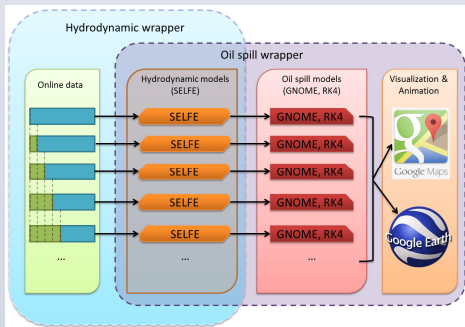 Hydrodynamic wrapper
Oil spill wrapper
Online data
Hydrodynamic models
(SELFE)
Oil spill models
(GNOME, RK4)
Visualization &
Animation
SELFE
GNOME, RK4
SELFE
GNOME, RK4
SELFE
GNOME, RK4
SELFE
GNOME, RK4
SELFE
GNOME, RK4
...
...
...
Google Maps
Google Earth